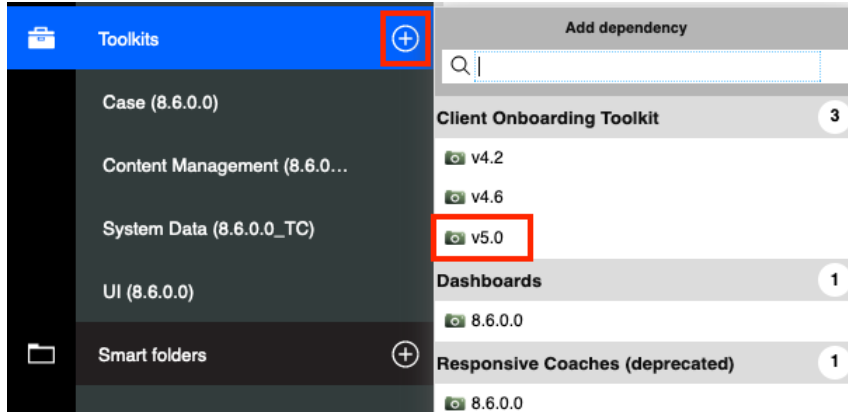 Toolkits
Case (8.6.0.0)
Content Management (8.6.0...
System Data (8.6.0.0_TC)
UI (8.6.0.0)
Smart folders
Add dependency
Client Onboarding Toolkit 3
v4.2
v4.6
v5.0
Dashboards 1
8.6.0.0
Responsive Coaches (deprecated) 1
8.6.0.0